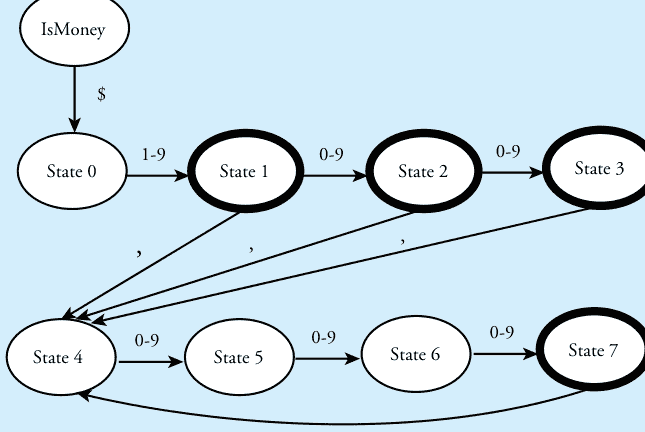 IsMoney
$
1-9
0-9
0-9
State 0
State 1
State 2
State 3
,
,
,
0-9
0-9
0-9
State 4
State 5
State 6
State 7